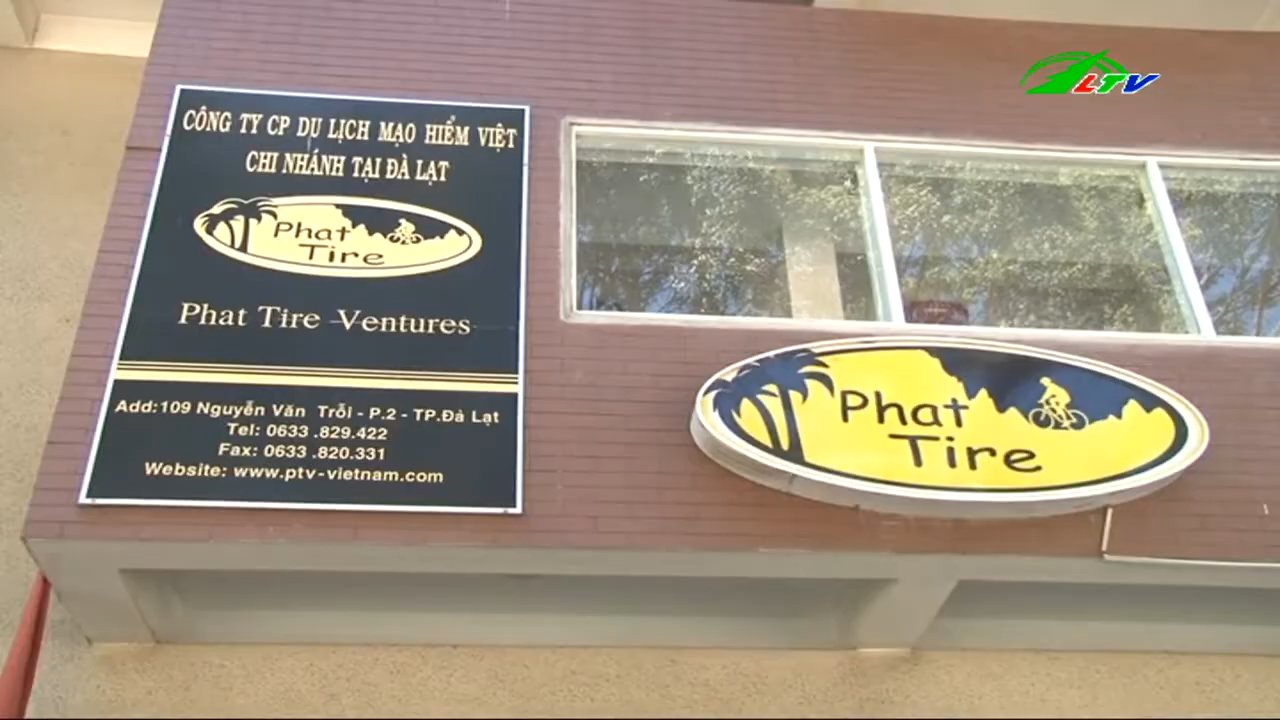 LTV
CÔNG TY CP DU LỊCH MẠO HIỂM VIỆT
CHI NHÁNH TẠI ĐÀ LẠT
Phat
Tire
Phat Tire Ventures
Add:109 Nguyễn Văn Trỗi - P.2 - TP.Đà Lạt
Tel: 0633 .829.422
Fax: 0633 .820.331
Website: www.ptv-vietnam.com
Phat
Tire